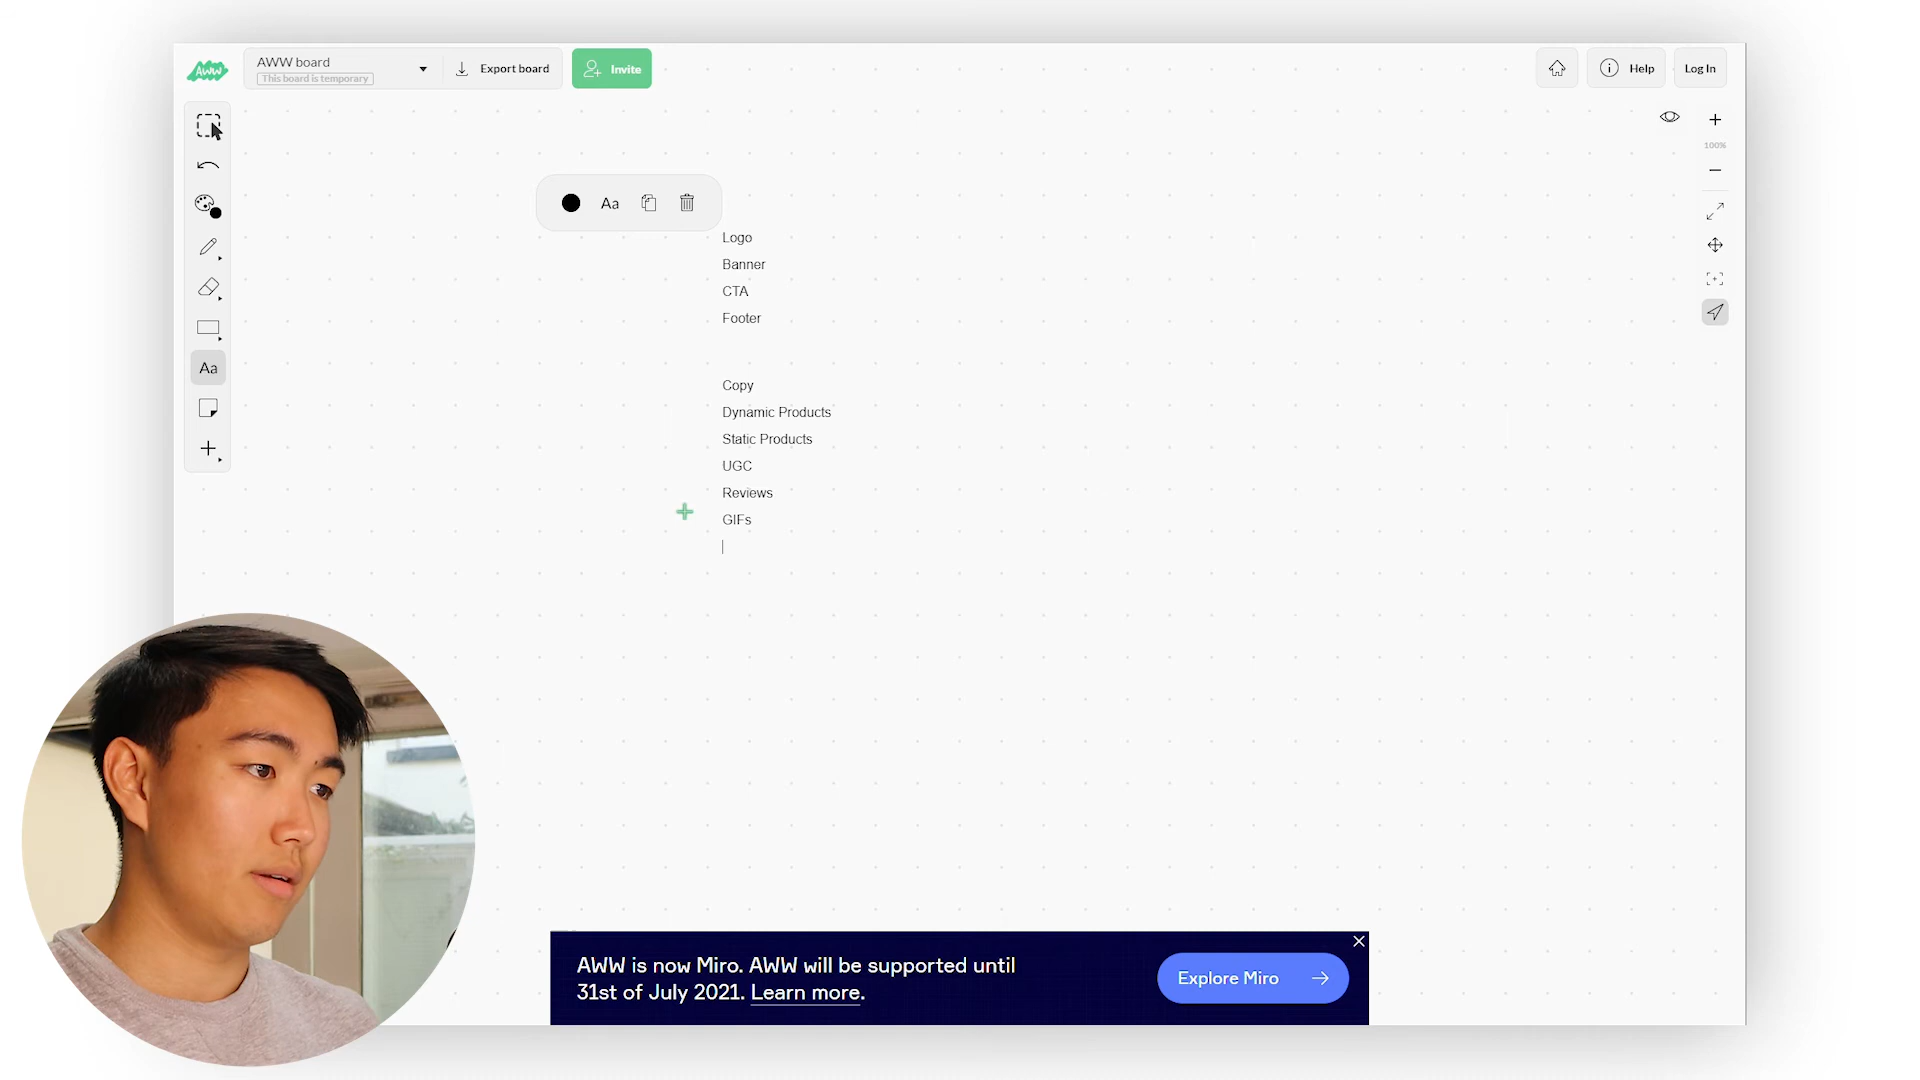 AWW
AWW board
This board is temporary
Export board
Invite
Help
Log In
100%
Aa
Logo
Banner
CTA
Footer
Aa
Copy
Dynamic Products
Static Products
UGC
Reviews
GIFs
AWW is now Miro. AWW will be supported until
31st of July 2021. Learn more.
Explore Miro